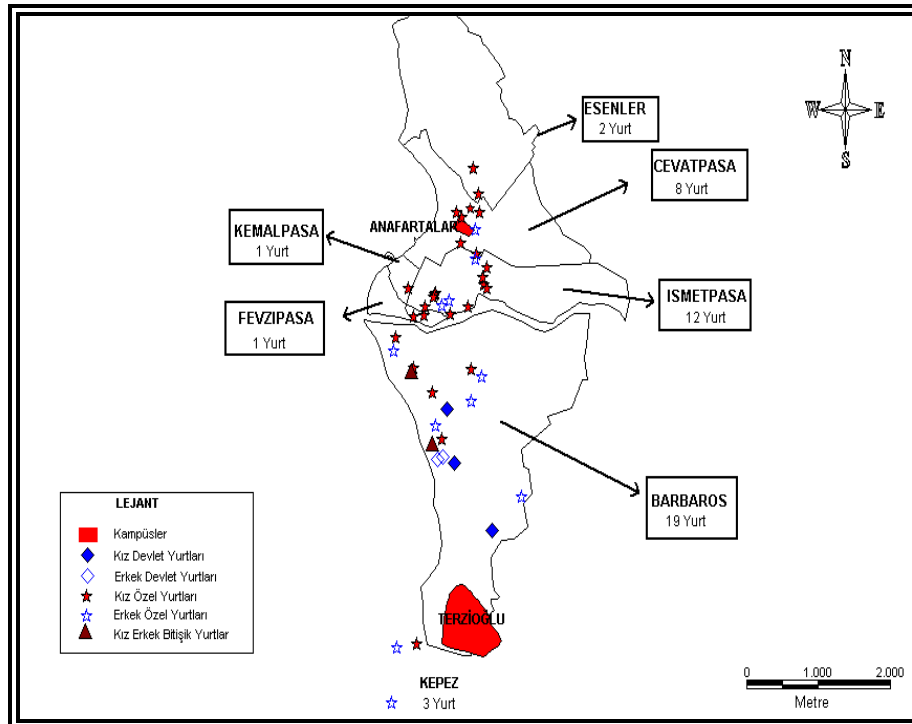 N
W E
S
ESENLER
2 Yurt
CEVATPASA
8 Yurt
ANAFARTALAR
KEMALPASA
1 Yurt
ISMETPASA
12 Yurt
FEVZIPASA
1 Yurt
BARBAROS
19 Yurt
LEJANT
Kampüsler
Kız Devlet Yurtları
Erkek Devlet Yurtları
Kız Özel Yurtları
Erkek Özel Yurtları
Kız Erkek Bitişik Yurtlar
TERZİOĞLU
KEPEZ
3 Yurt
0 1.000 2.000
Metre